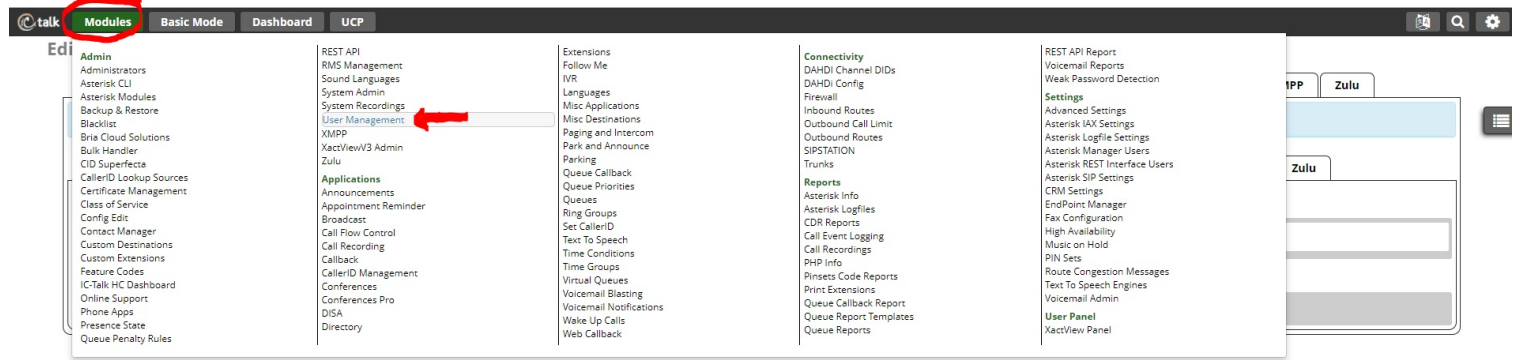 talk Modules Basic Mode Dashboard UCP
Edi
Admin
Administrators
Asterisk CLI
Asterisk Modules
Backup & Restore
Blacklist
Bria Cloud Solutions
Bulk Handler
CID Superfecta
CallerID Lookup Sources
Certificate Management
Class of Service
Config Edit
Contact Manager
Custom Destinations
Custom Extensions
Feature Codes
IC-Talk HC Dashboard
Online Support
Phone Apps
Presence State
Queue Penalty Rules
REST API
RMS Management
Sound Languages
System Admin
System Recordings
User Management
XMPP
XactViewV3 Admin
Zulu
Applications
Announcements
Appointment Reminder
Broadcast
Call Flow Control
Call Recording
Callback
CallerID Management
Conferences
Conferences Pro
DISA
Directory
Extensions
Follow Me
IVR
Languages
Misc Applications
Misc Destinations
Paging and Intercom
Park and Announce
Parking
Queue Callback
Queue Priorities
Queues
Ring Groups
Set CallerID
Text To Speech
Time Conditions
Time Groups
Virtual Queues
Voicemail Blasting
Voicemail Notifications
Wake Up Calls
Web Callback
Connectivity
DAHDI Channel DIDs
DAHDi Config
Firewall
Inbound Routes
Outbound Call Limit
Outbound Routes
SIPSTATION
Trunks
Reports
Asterisk Info
Asterisk Logfiles
CDR Reports
Call Event Logging
Call Recordings
PHP Info
Pinsets Code Reports
Print Extensions
Queue Callback Report
Queue Report Templates
Queue Reports
REST API Report
Voicemail Reports
Weak Password Detection
Settings
Advanced Settings
Asterisk IAX Settings
Asterisk Logfile Settings
Asterisk Manager Users
Asterisk REST Interface Users
Asterisk SIP Settings
CRM Settings
EndPoint Manager
Fax Configuration
High Availability
Music on Hold
PIN Sets
Route Congestion Messages
Text To Speech Engines
Voicemail Admin
User Panel
XactView Panel
MPP Zulu
Zulu